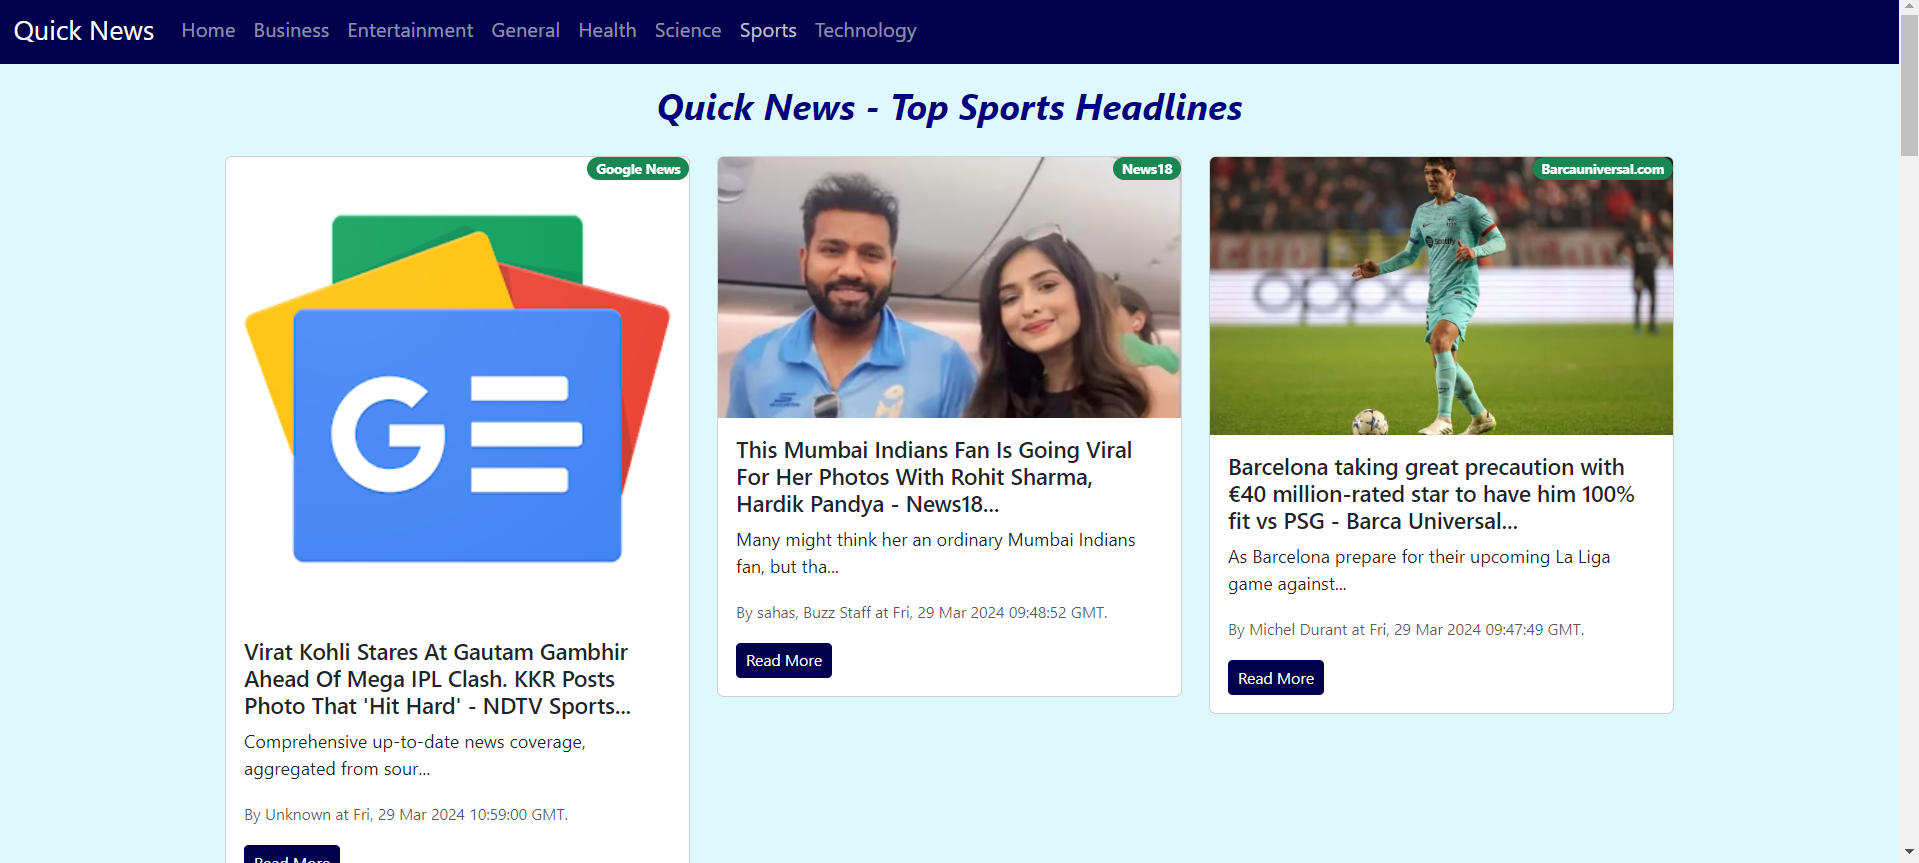 Quick News Home Business Entertainment General Health Science Sports Technology
Quick News - Top Sports Headlines
Google News
GE
Virat Kohli Stares At Gautam Gambhir
Ahead Of Mega IPL Clash. KKR Posts
Photo That 'Hit Hard' - NDTV Sports...
Comprehensive up-to-date news coverage,
aggregated from sour...
By Unknown at Fri, 29 Mar 2024 10:59:00 GMT.
Read More
News18
This Mumbai Indians Fan Is Going Viral
For Her Photos With Rohit Sharma,
Hardik Pandya - News18...
Many might think her an ordinary Mumbai Indians
fan, but tha...
By sahas, Buzz Staff at Fri, 29 Mar 2024 09:48:52 GMT.
Read More
Barcauniversal.com
oppo
Spotify
Barcelona taking great precaution with
€40 million-rated star to have him 100%
fit vs PSG - Barca Universal...
As Barcelona prepare for their upcoming La Liga
game against...
By Michel Durant at Fri, 29 Mar 2024 09:47:49 GMT.
Read More